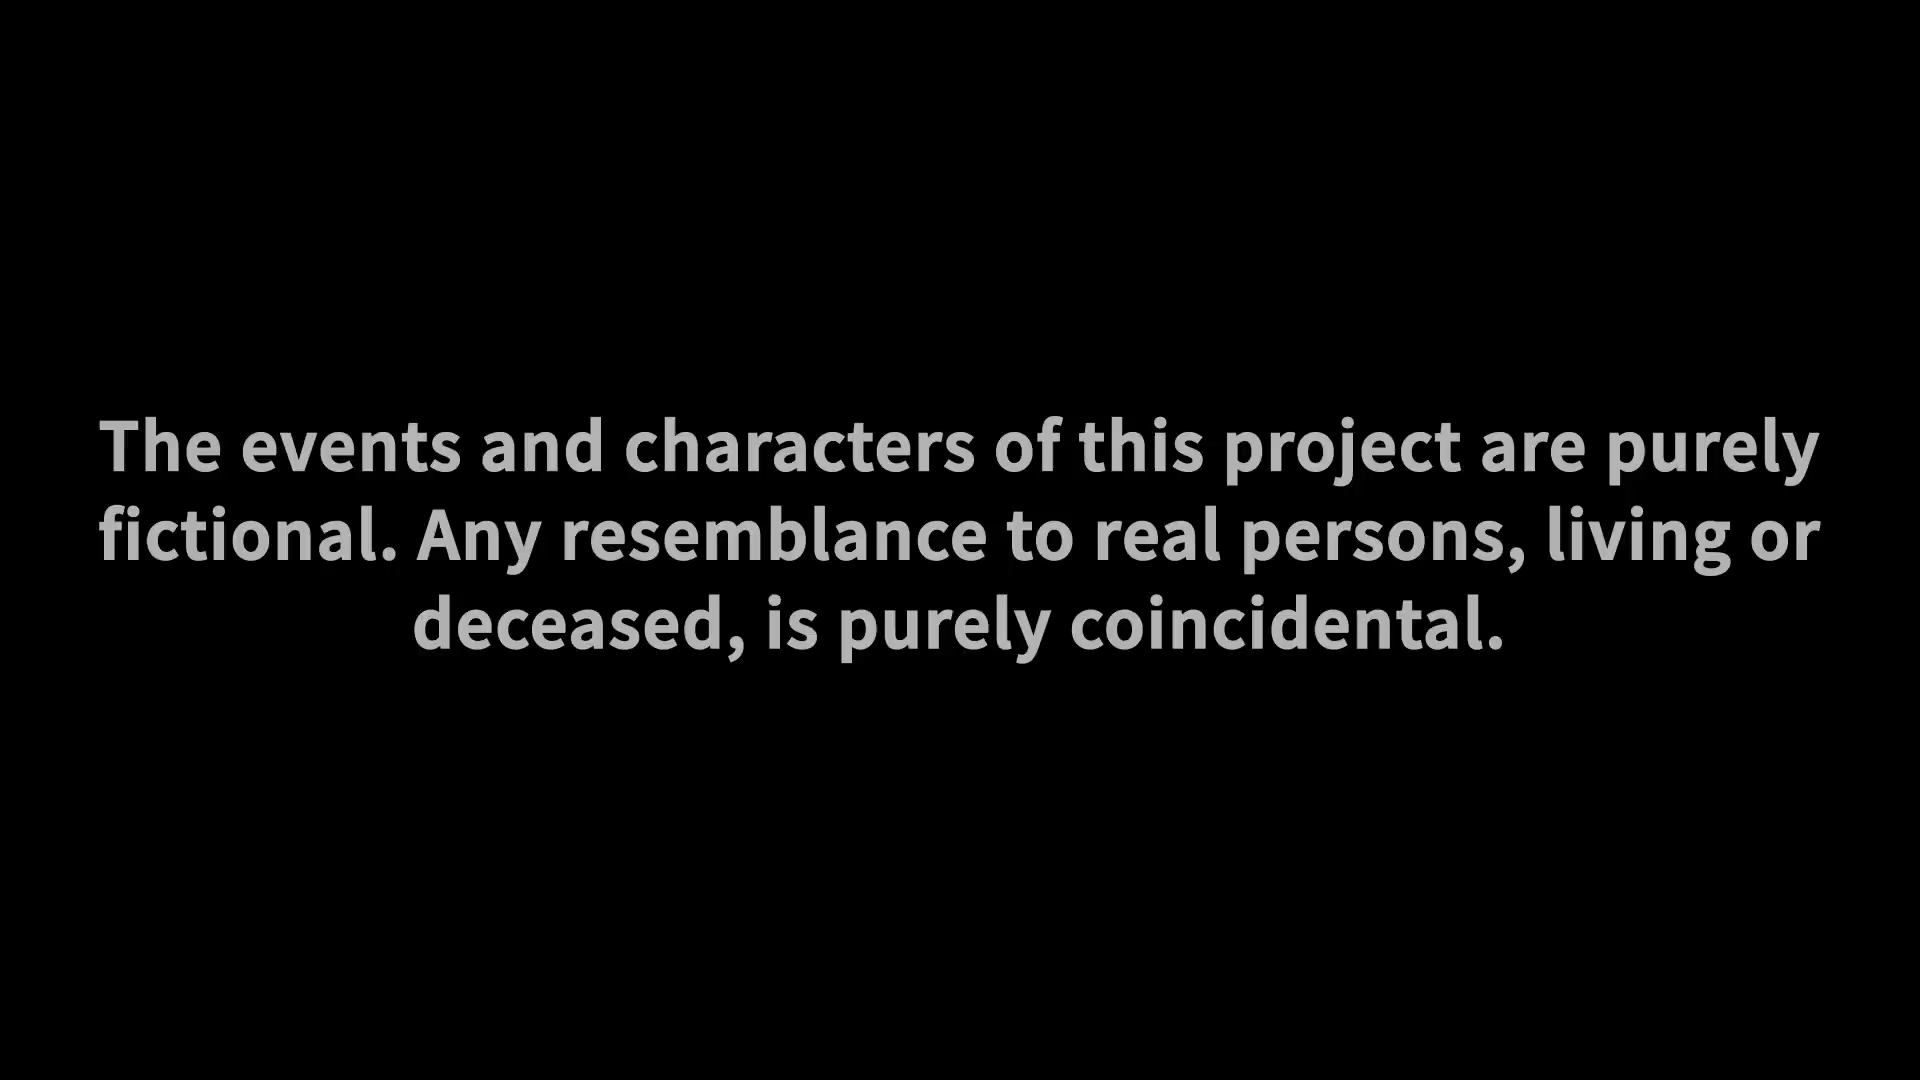 The events and characters of this project are purely
fictional. Any resemblance to real persons, living or
deceased, is purely coincidental.